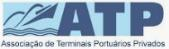 ATP
Associação de Terminais Portuários Privados